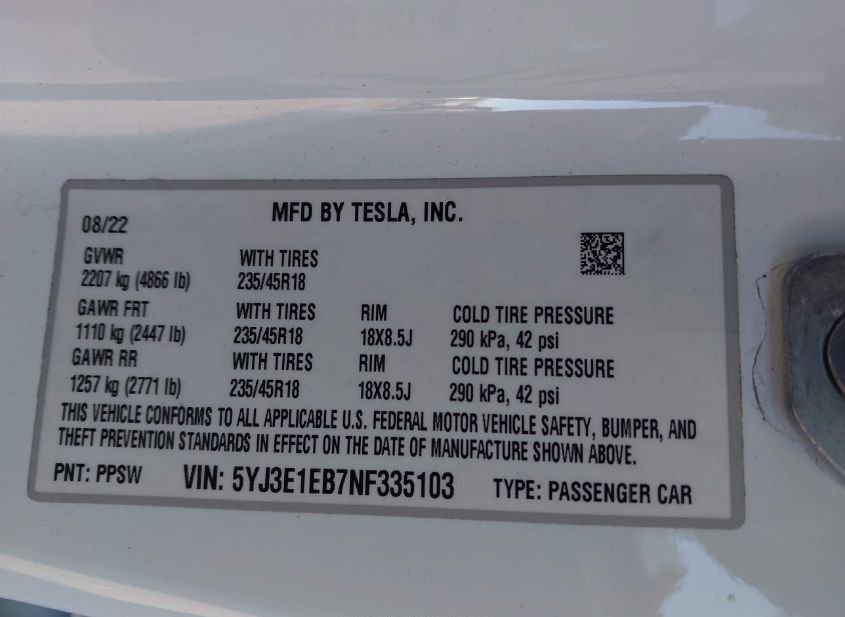 MFD BY TESLA, INC.
08/22
GVWR WITH TIRES
2207 kg (4866 lb) 235/45R18
GAWR FRT WITH TIRES RIM COLD TIRE PRESSURE
1110 kg (2447 lb) 235/45R18 18X8.5J 290 kPa, 42 psi
GAWR RR WITH TIRES RIM COLD TIRE PRESSURE
1257 kg (2771 lb) 235/45R18 18X8.5J 290 kPa, 42 psi
THIS VEHICLE CONFORMS TO ALL APPLICABLE U.S. FEDERAL MOTOR VEHICLE SAFETY, BUMPER, AND
THEFT PREVENTION STANDARDS IN EFFECT ON THE DATE OF MANUFACTURE SHOWN ABOVE.
PNT: PPSW VIN: 5YJ3E1EB7NF335103 TYPE: PASSENGER CAR